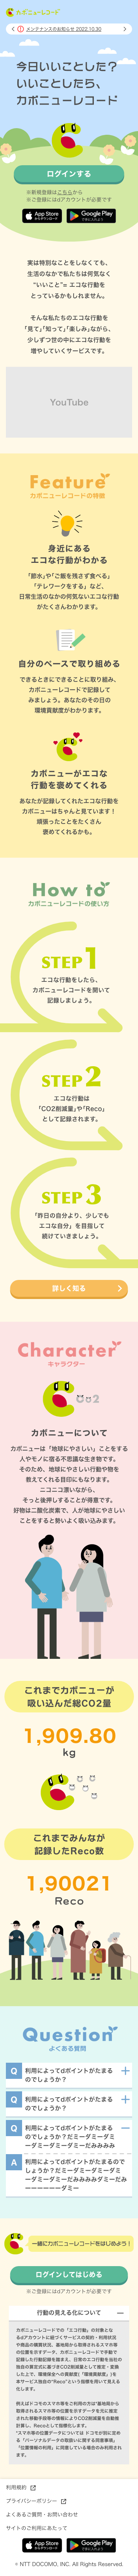 カボニューレコード
メンテナンスのお知らせ 2022.10.30
今日いいことした？
いいことしたら、
カボニューレコード
ログインする
※新規登録はこちらから
※ご登録にはdアカウントが必要です
App Store
からダウンロード
Google Play
で手に入れよう
実は特別なことをしなくても、
生活のなかで私たちは何気なく
“いいこと”= エコな行動が
とっているかもしれません。
そんな私たちのエコな行動を
｢見て｣｢知って｣｢楽しみ｣ながら、
少しずつ世の中にエコな行動を
増やしていくサービスです。
YouTube
Feature
カボニューレコードの特徴
身近にある
エコな行動がわかる
｢節水｣や｢ご飯を残さず食べる｣
｢テレワークをする｣ など、
日常生活のなかの何気ないエコな行動
がたくさんわかります。
自分のペースで取り組める
できるときにできることに取り組み、
カボニューレコードで記録して
みましょう。あなたのその日の
環境貢献度がわかります。
カボニューがエコな
行動を褒めてくれる
あなたが記録してくれたエコな行動を
カボニューはちゃんと見ています！
頑張ったことをたくさん
褒めてくれるかも。
How to
カボニューレコードの使い方
STEP1
エコな行動をしたら、
カボニューレコードを開いて
記録しましょう。
STEP2
エコな行動は
｢CO2削減量｣や｢Reco｣
として記録されます。
STEP3
｢昨日の自分より、少しでも
エコな自分」を目指して
続けていきましょう。
詳しく知る
Character
キャラクター
カボニューについて
カボニューは「地球にやさしい」ことをする
人やモノに宿る不思議な生き物です。
そのため、地球にやさしい行動や物を
教えてくれる首目にもなります。
ニコニコ漂いながら、
そっと後押しすることが得意です。
好物は二酸化炭素で、人が地球にやさしい
ことをすると勢いよく吸い込みます。
これまでカボニューが
吸い込んだ総CO2量
1,909.80
kg
これまでみんなが
記録したReco数
1,90021
Reco
Question
よくある質問
Q 利用によってdポイントがたまる
のでしょうか？
Q 利用によってdポイントがたまる
のでしょうか？
Q 利用によってdポイントがたまる
のでしょうか？だミーダミーダミ
ーダミーダミーダミーだみみみみ
A 利用によってdポイントがたまるので
しょうか？だミーダミーダミーダミー
ダミーダミーだみみみみダミーだみ
ーーーーーーダミー
一緒にカボニューレコードをはじめよう！
ログインしてはじめる
※ご登録にはdアカウントが必要です
行動の見える化について
利用規約
プライバシーポリシー
よくあるご質問・お問い合わせ
サイトのご利用にあたって
App Store
からダウンロード
Google Play
で手に入れよう
© NTT DOCOMO, INC. All Rights Reserved.